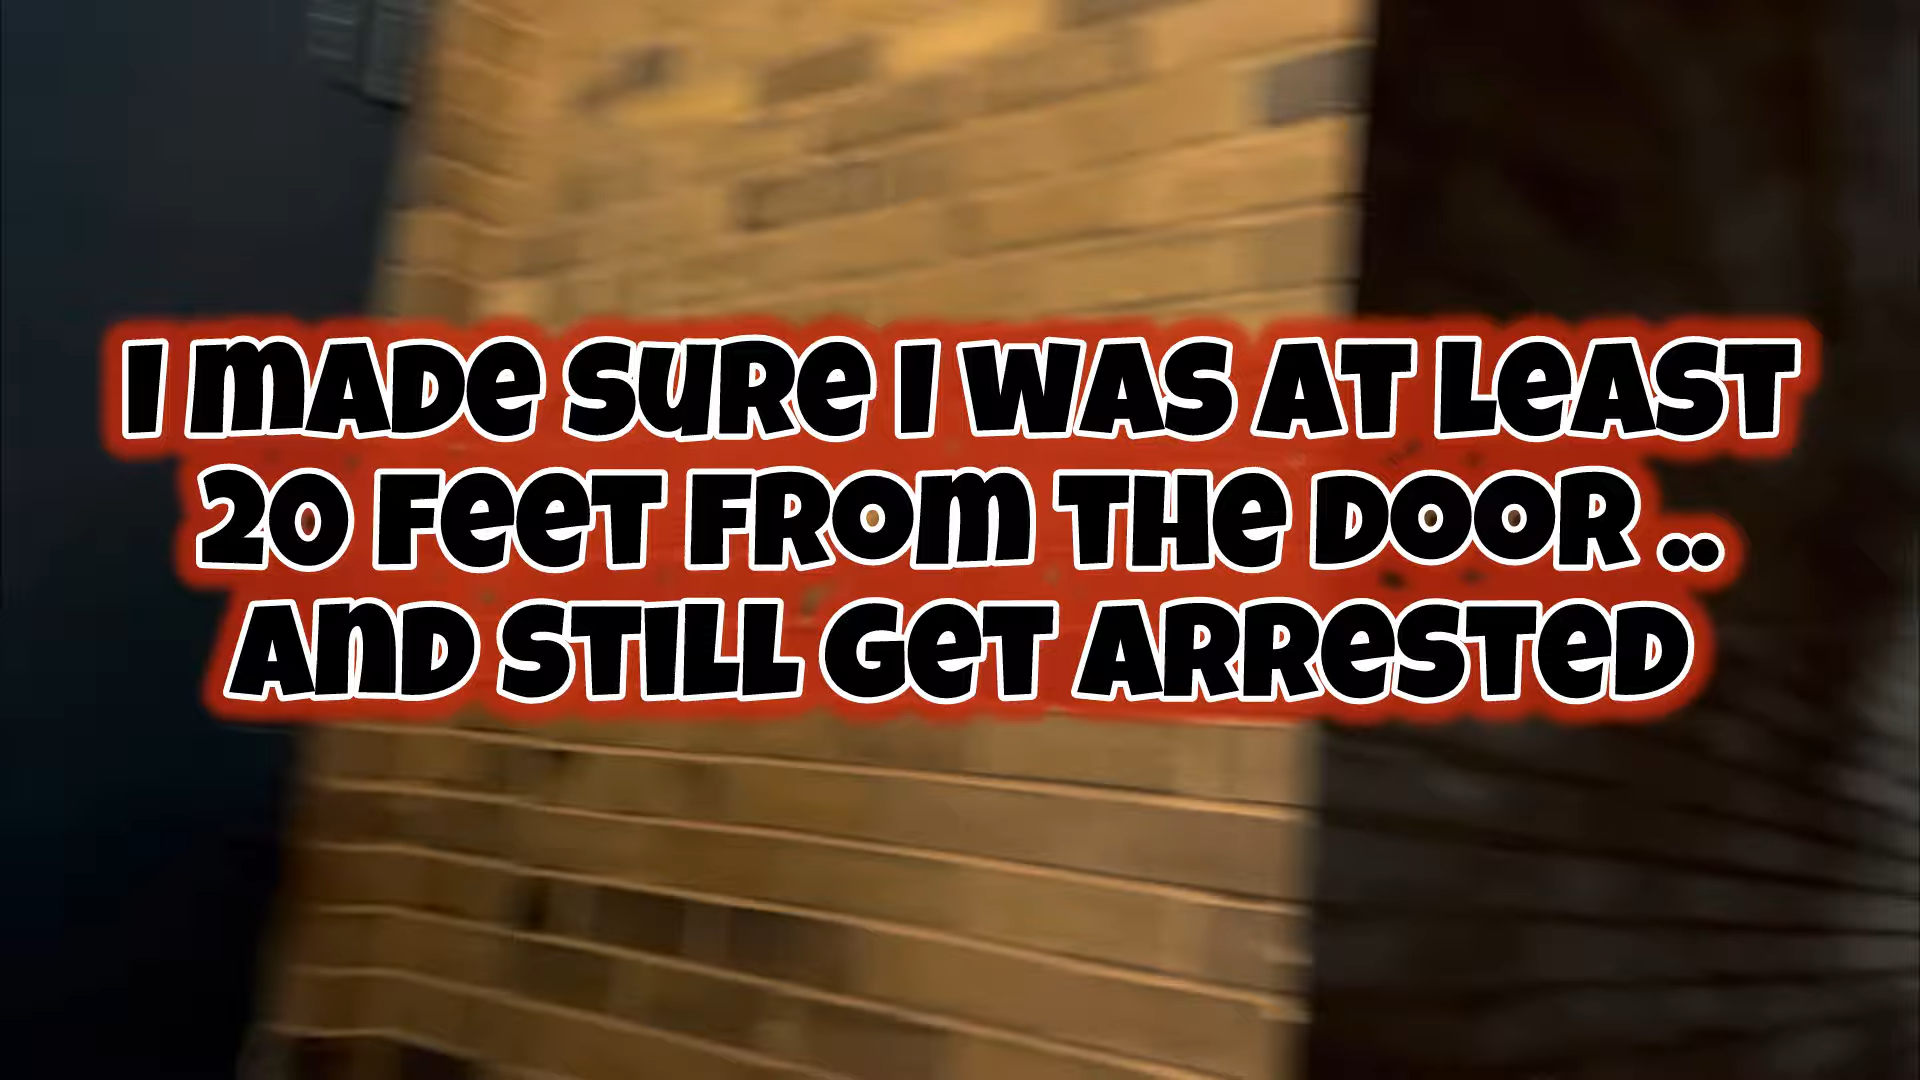 I MADE SURE I WAS AT LEAST
20 FEET FROM THE DOOR ..
AND STILL GET ARRESTED